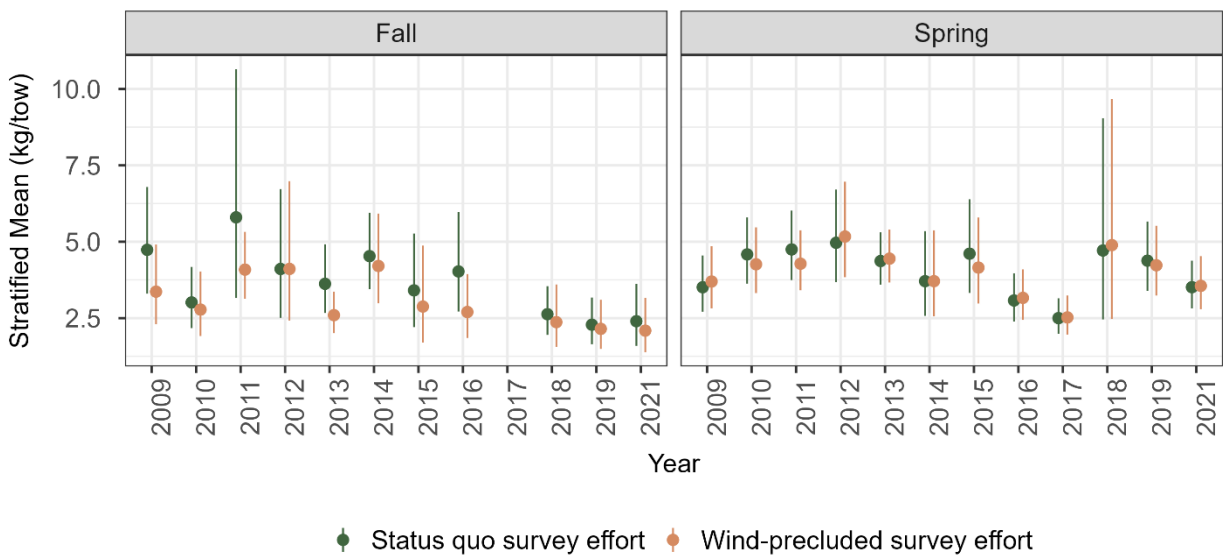 Fall
Spring
Stratified Mean (kg/tow)
10.0
7.5
5.0
2.5
2009 2010 2011 2012 2013 2014 2015 2016 2017 2018 2019 2021
2009 2010 2011 2012 2013 2014 2015 2016 2017 2018 2019 2021
Year
Status quo survey effort Wind-precluded survey effort